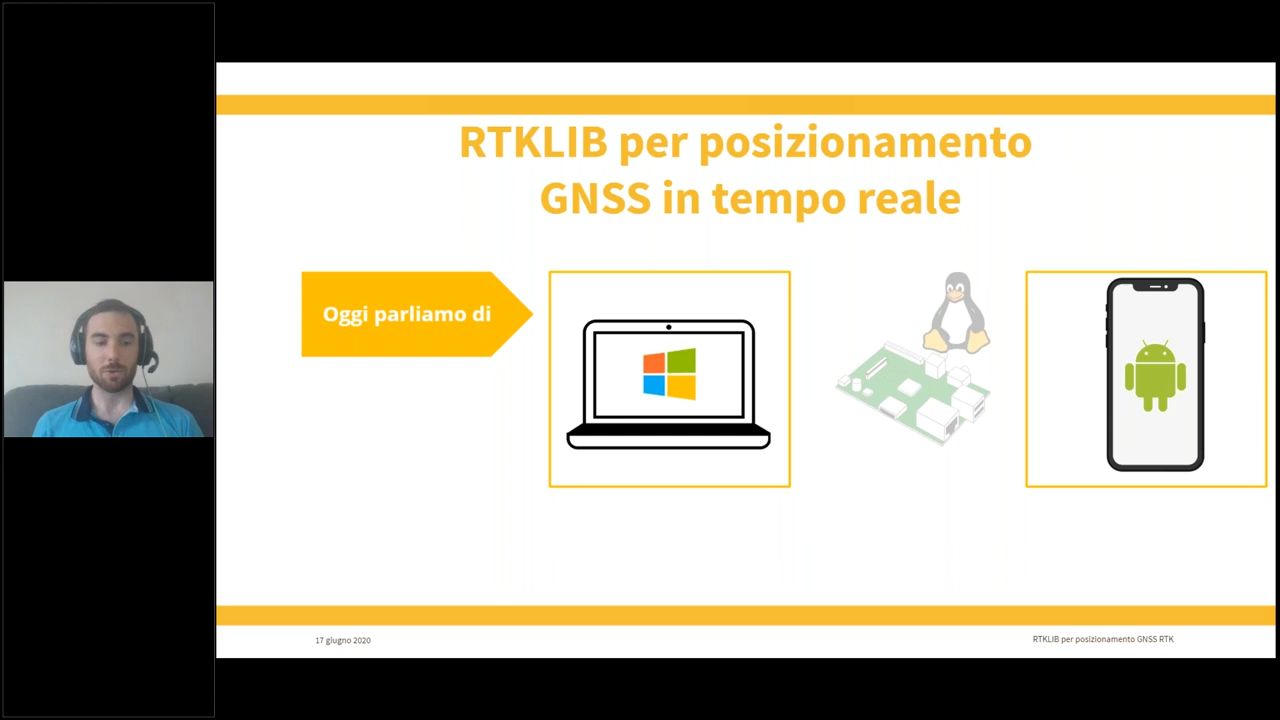 RTKLIB per posizionamento
GNSS in tempo reale
Oggi parliamo di
17 giugno 2020
RTKLIB per posizionamento GNSS RTK